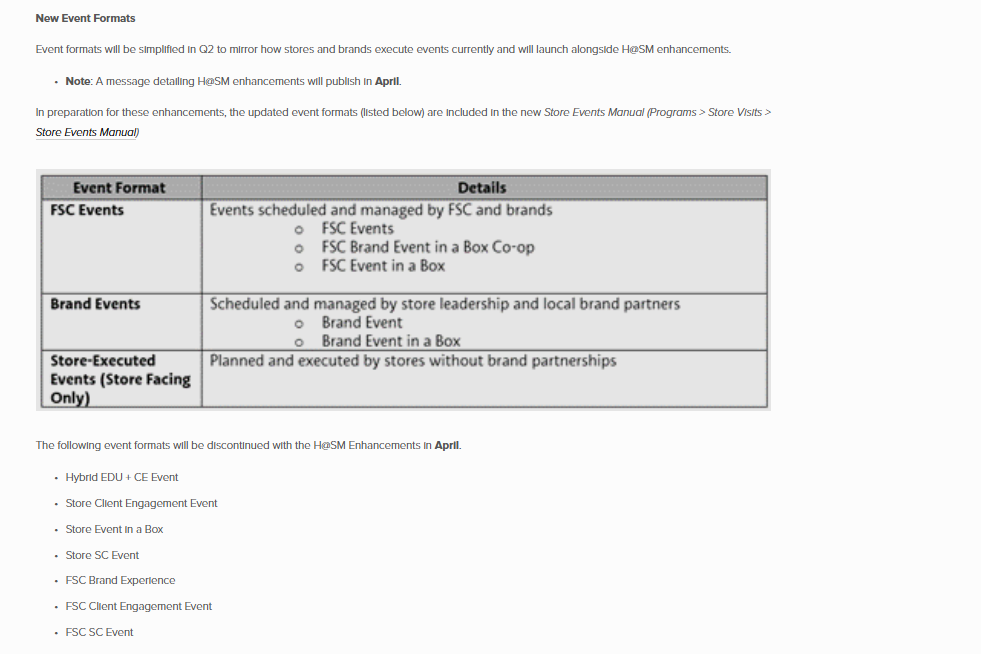 New Event Formats
Event formats will be simplified in Q2 to mirror how stores and brands execute events currently and will launch alongside H@SM enhancements.
• Note: A message detailing H@SM enhancements will publish in April.
In preparation for these enhancements, the updated event formats (listed below) are included in the new Store Events Manual (Programs > Store Visits >
Store Events Manual)
Event Format Details
FSC Events Events scheduled and managed by FSC and brands
o FSC Events
o FSC Brand Event in a Box Co-op
o FSC Event in a Box
Brand Events Scheduled and managed by store leadership and local brand partners
o Brand Event
o Brand Event in a Box
Store-Executed Planned and executed by stores without brand partnerships
Events (Store Facing
Only)
The following event formats will be discontinued with the H@SM Enhancements in April.
• Hybrid EDU + CE Event
• Store Client Engagement Event
• Store Event in a Box
• Store SC Event
• FSC Brand Experience
• FSC Client Engagement Event
• FSC SC Event